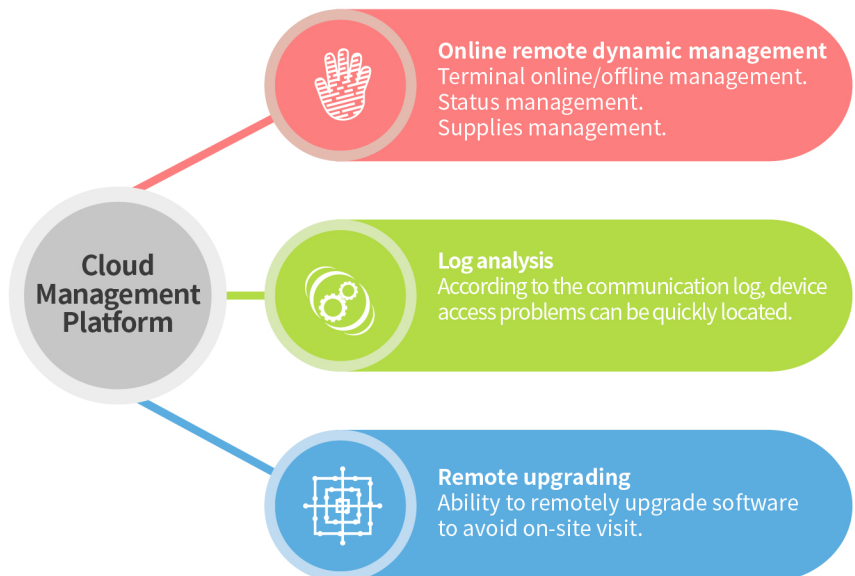 Cloud
Management
Platform
Online remote dynamic management
Terminal online/offline management.
Status management.
Supplies management.
Log analysis
According to the communication log, device
access problems can be quickly located.
Remote upgrading
Ability to remotely upgrade software
to avoid on-site visit.